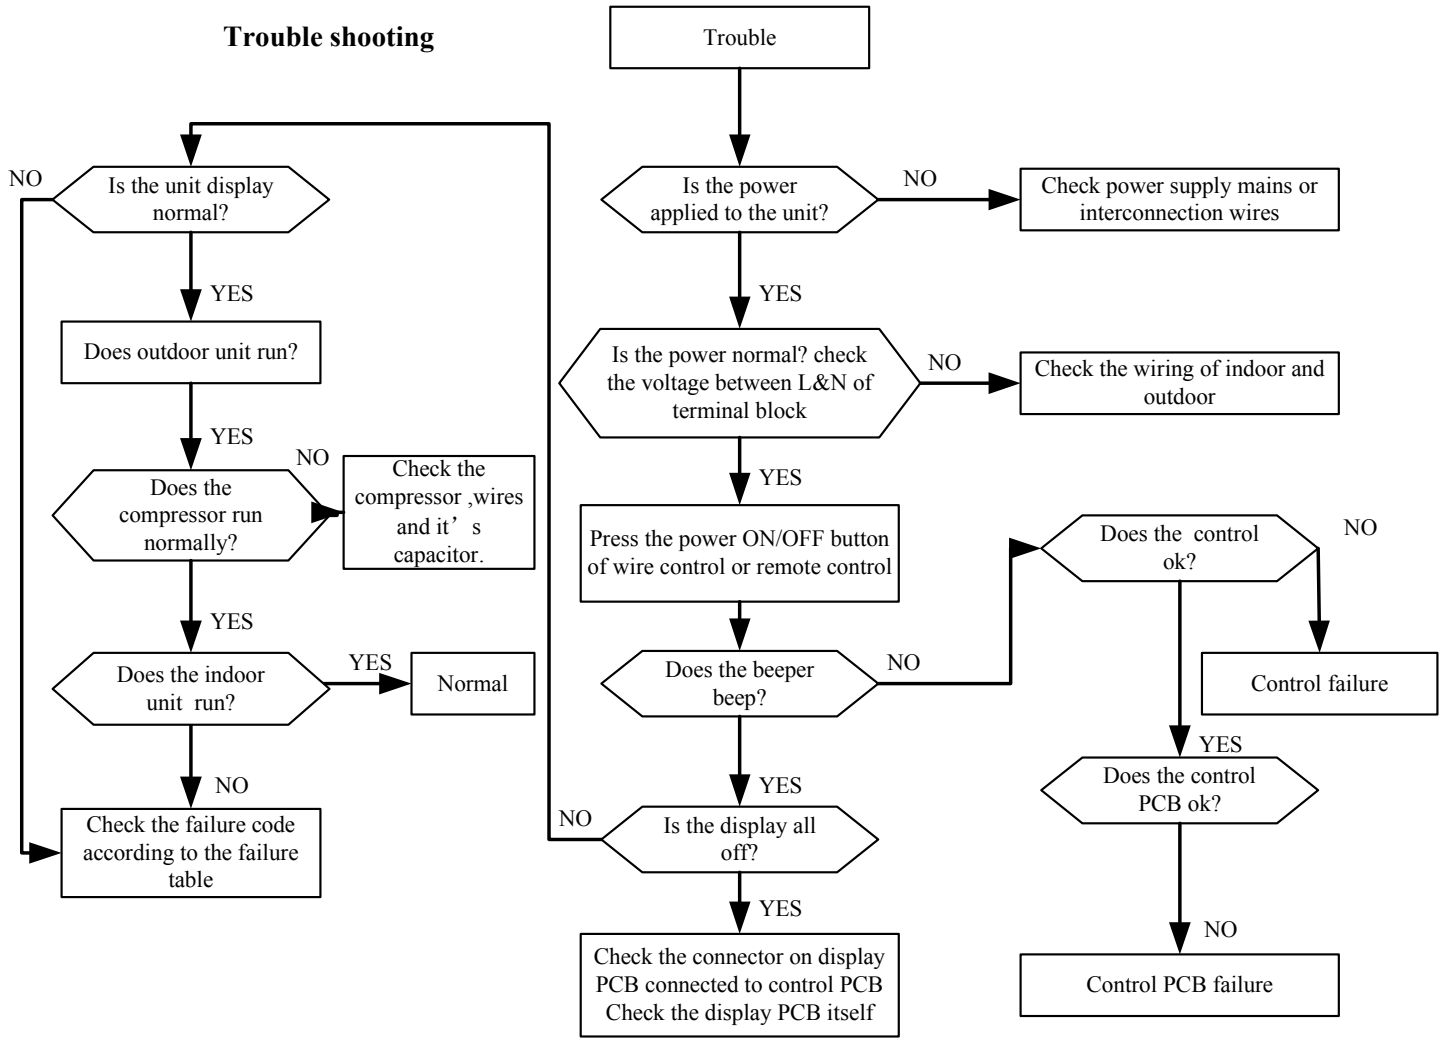 Trouble shooting
Trouble
NO
Is the unit display
normal?
Is the power
applied to the unit?
NO
Check power supply mains or
interconnection wires
YES
YES
Does outdoor unit run?
Is the power normal? check
the voltage between L&N of
terminal block
NO
Check the wiring of indoor and
outdoor
YES
NO
Does the
compressor run
normally?
Check the
compressor ,wires
and it’s
capacitor.
YES
Press the power ON/OFF button
of wire control or remote control
Does the control
ok?
NO
YES
Does the indoor
unit run?
YES
Normal
Does the beeper
beep?
NO
Control failure
YES
Does the control
PCB ok?
NO
YES
Check the failure code
according to the failure
table
NO
Is the display all
off?
YES
NO
Check the connector on display
PCB connected to control PCB
Check the display PCB itself
Control PCB failure